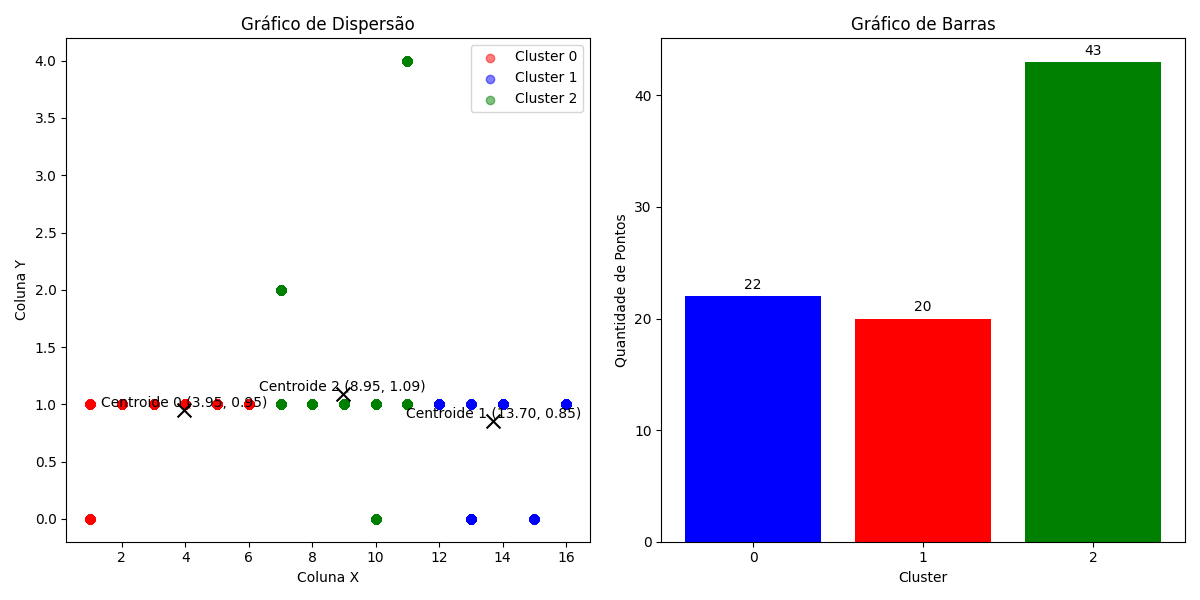 Gráfico de Dispersão
Coluna Y
4.0
3.5
3.0
2.5
2.0
1.5
1.0
0.5
0.0
Cluster 0
Cluster 1
Cluster 2
Centroide 2 (8.95, 1.09)
Centroide 0 (3.95, 0.95)
Centroide 1 (13.70, 0.85)
2 4 6 8 10 12 14 16
Coluna X
Gráfico de Barras
Quantidade de Pontos
40
30
20
10
0
22
20
43
0 1 2
Cluster